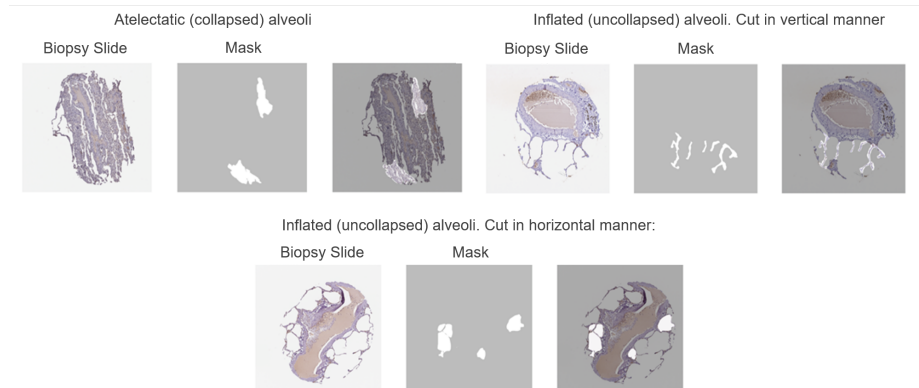 Atelectatic (collapsed) alveoli
Biopsy Slide
Mask
Inflated (uncollapsed) alveoli. Cut in vertical manner
Biopsy Slide
Mask
Inflated (uncollapsed) alveoli. Cut in horizontal manner:
Biopsy Slide
Mask